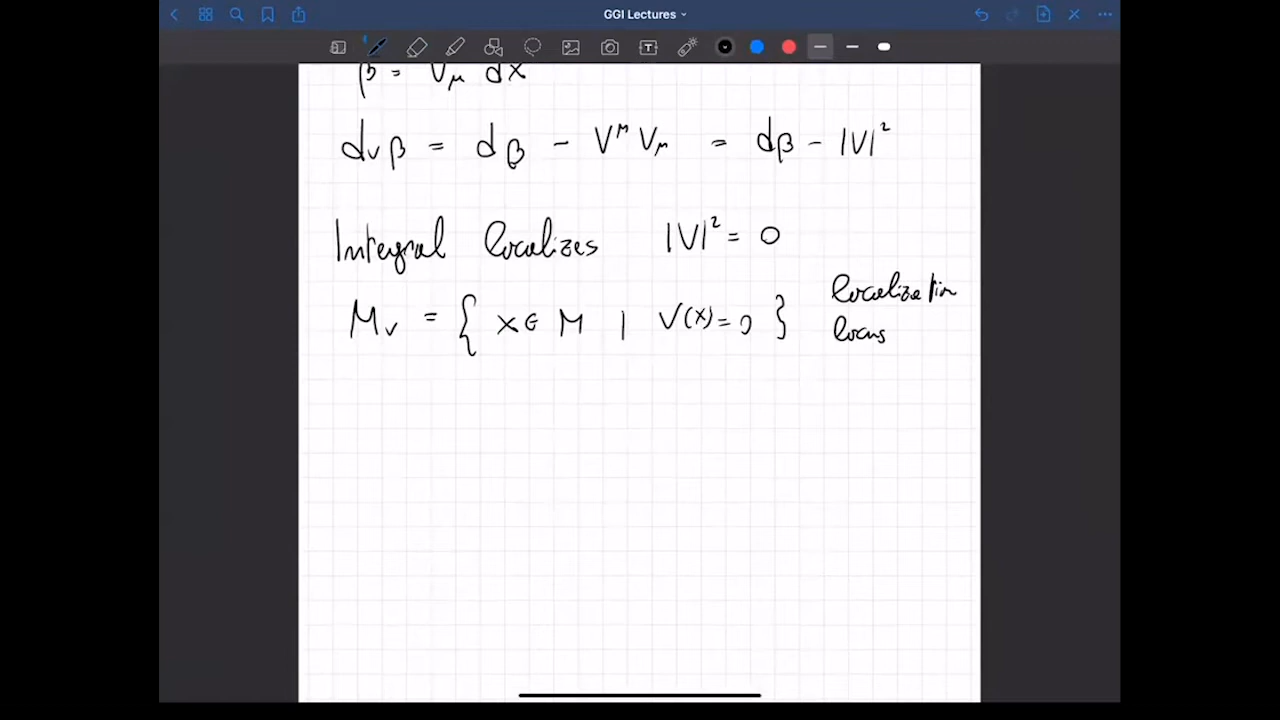 GGI Lectures
β = V_μ dx
d_V β = dβ - V^μ V_μ = dβ - |V|²
Integral localizes |V|² = 0
M_V = { x ∈ M | V(x) = 0 } localization
locus